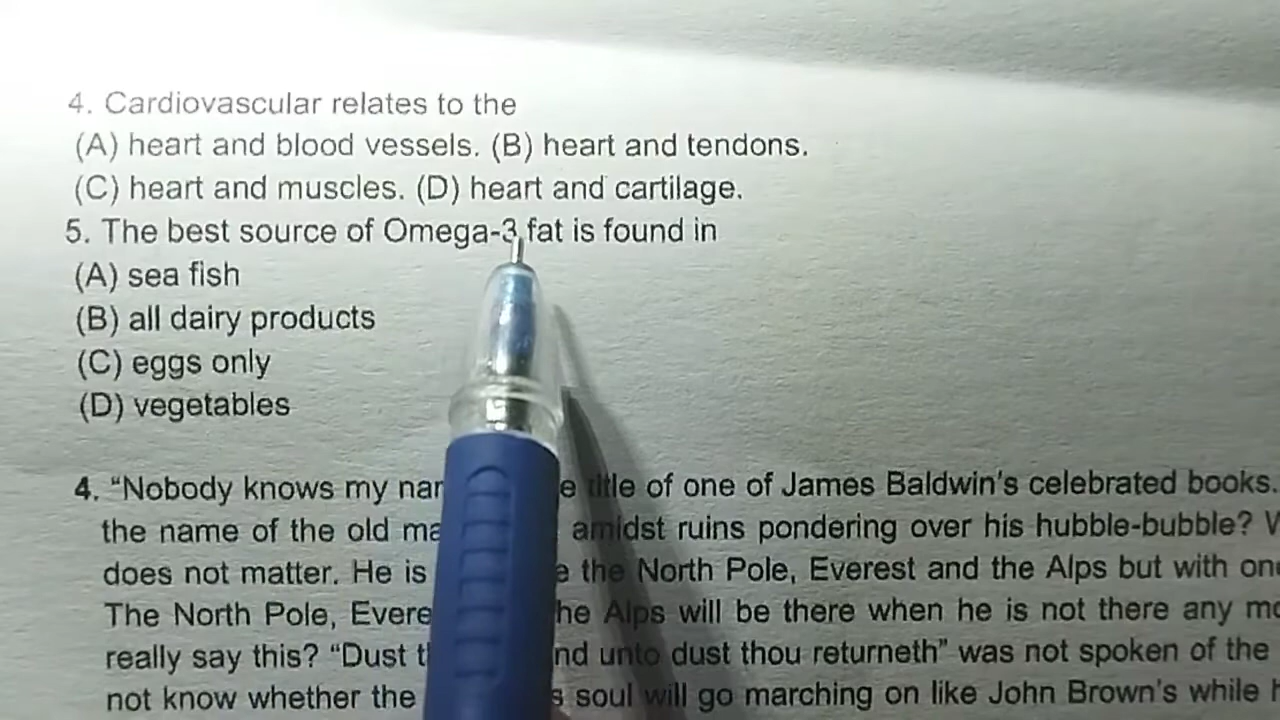 4. Cardiovascular relates to the
(A) heart and blood vessels. (B) heart and tendons.
(C) heart and muscles. (D) heart and cartilage.
5. The best source of Omega-3 fat is found in
(A) sea fish
(B) all dairy products
(C) eggs only
(D) vegetables
4. “Nobody knows my title of one of James Baldwin's celebrated books.
the name of the old amidst ruins pondering over his hubble-bubble?
does not matter. He is the North Pole, Everest and the Alps but with
The North Pole, he Alps will be there when he is not there any
really say this? “Dust unto dust thou returneth” was not spoken of the
not know whether the soul will go marching on like John Brown's while